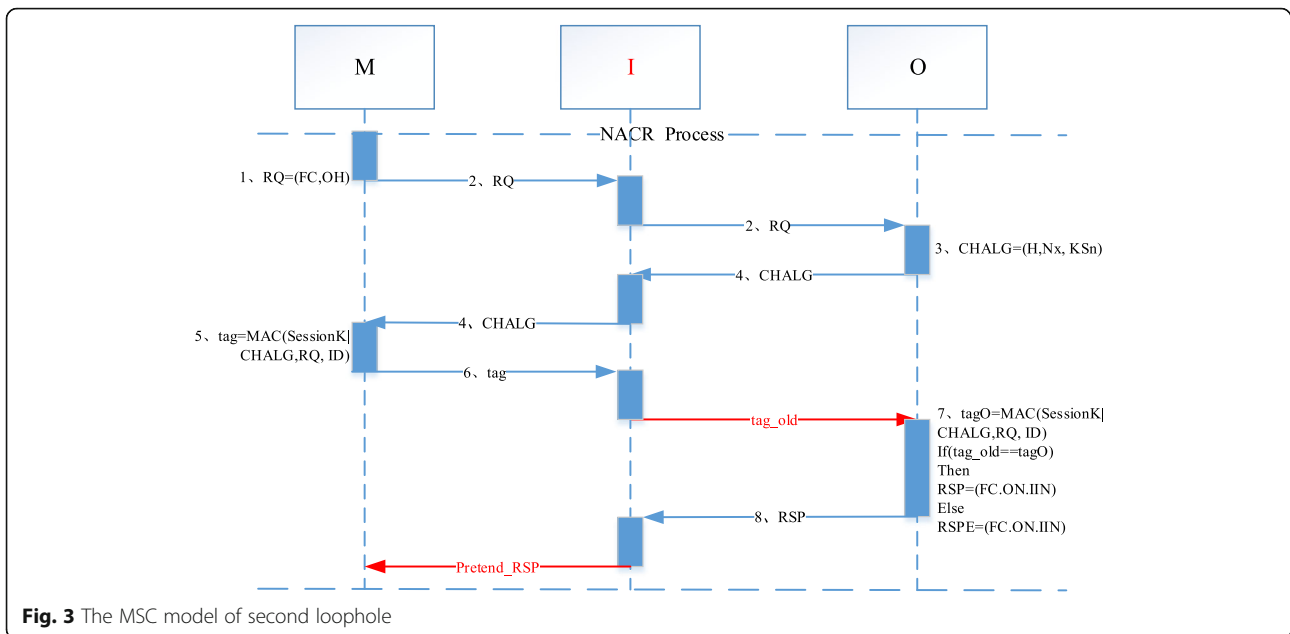 M
I
O
NACR Process
1、RQ=(FC,OH)
2、RQ
2、RQ
3、CHALG=(H,Nx, KSn)
4、CHALG
4、CHALG
5、tag=MAC(SessionK|
CHALG,RQ, ID)
6、tag
tag_old
7、tagO=MAC(SessionK|
CHALG,RQ, ID)
If(tag_old==tagO)
Then
RSP=(FC.ON.IIN)
Else
RSPE=(FC.ON.IIN)
8、RSP
Pretend_RSP
Fig. 3 The MSC model of second loophole